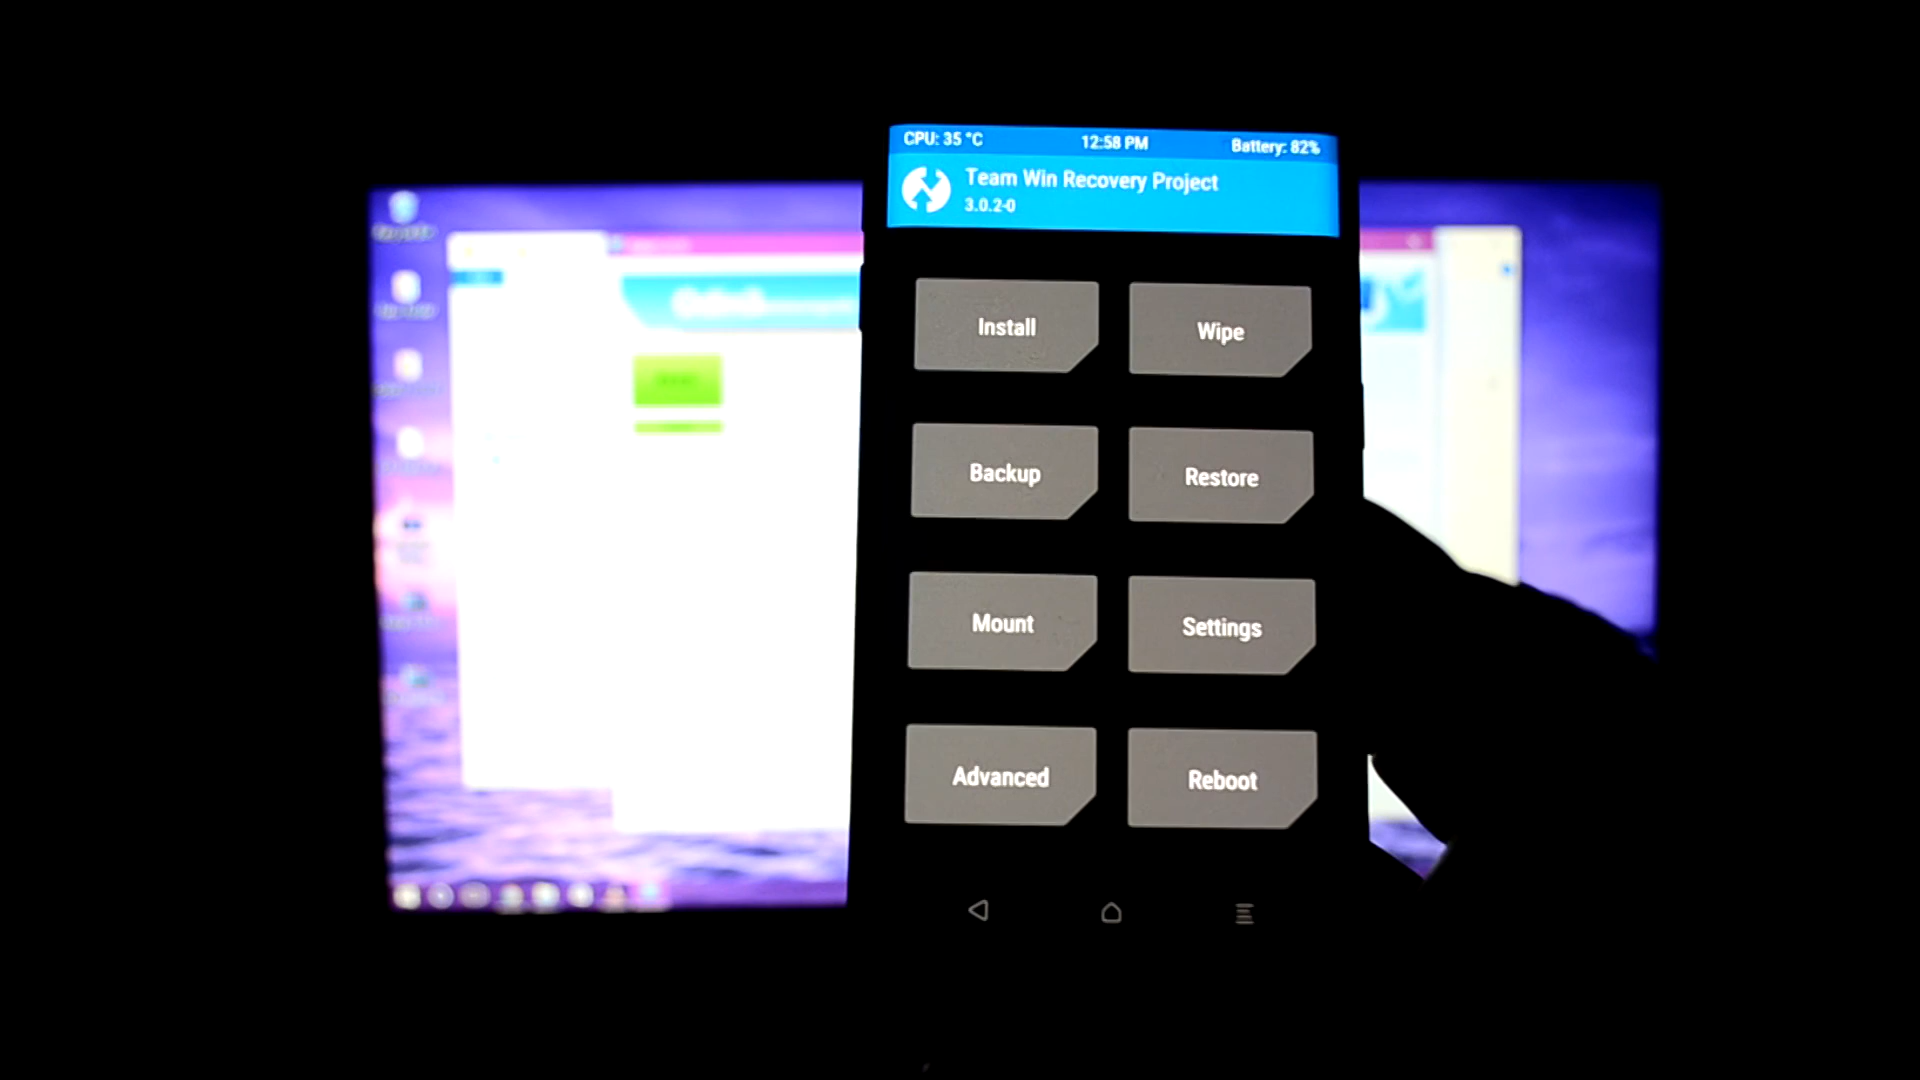 CPU: 35 °C 12:58 PM Battery: 82%
Team Win Recovery Project
3.0.2-0
Install Wipe
Backup Restore
Mount Settings
Advanced Reboot